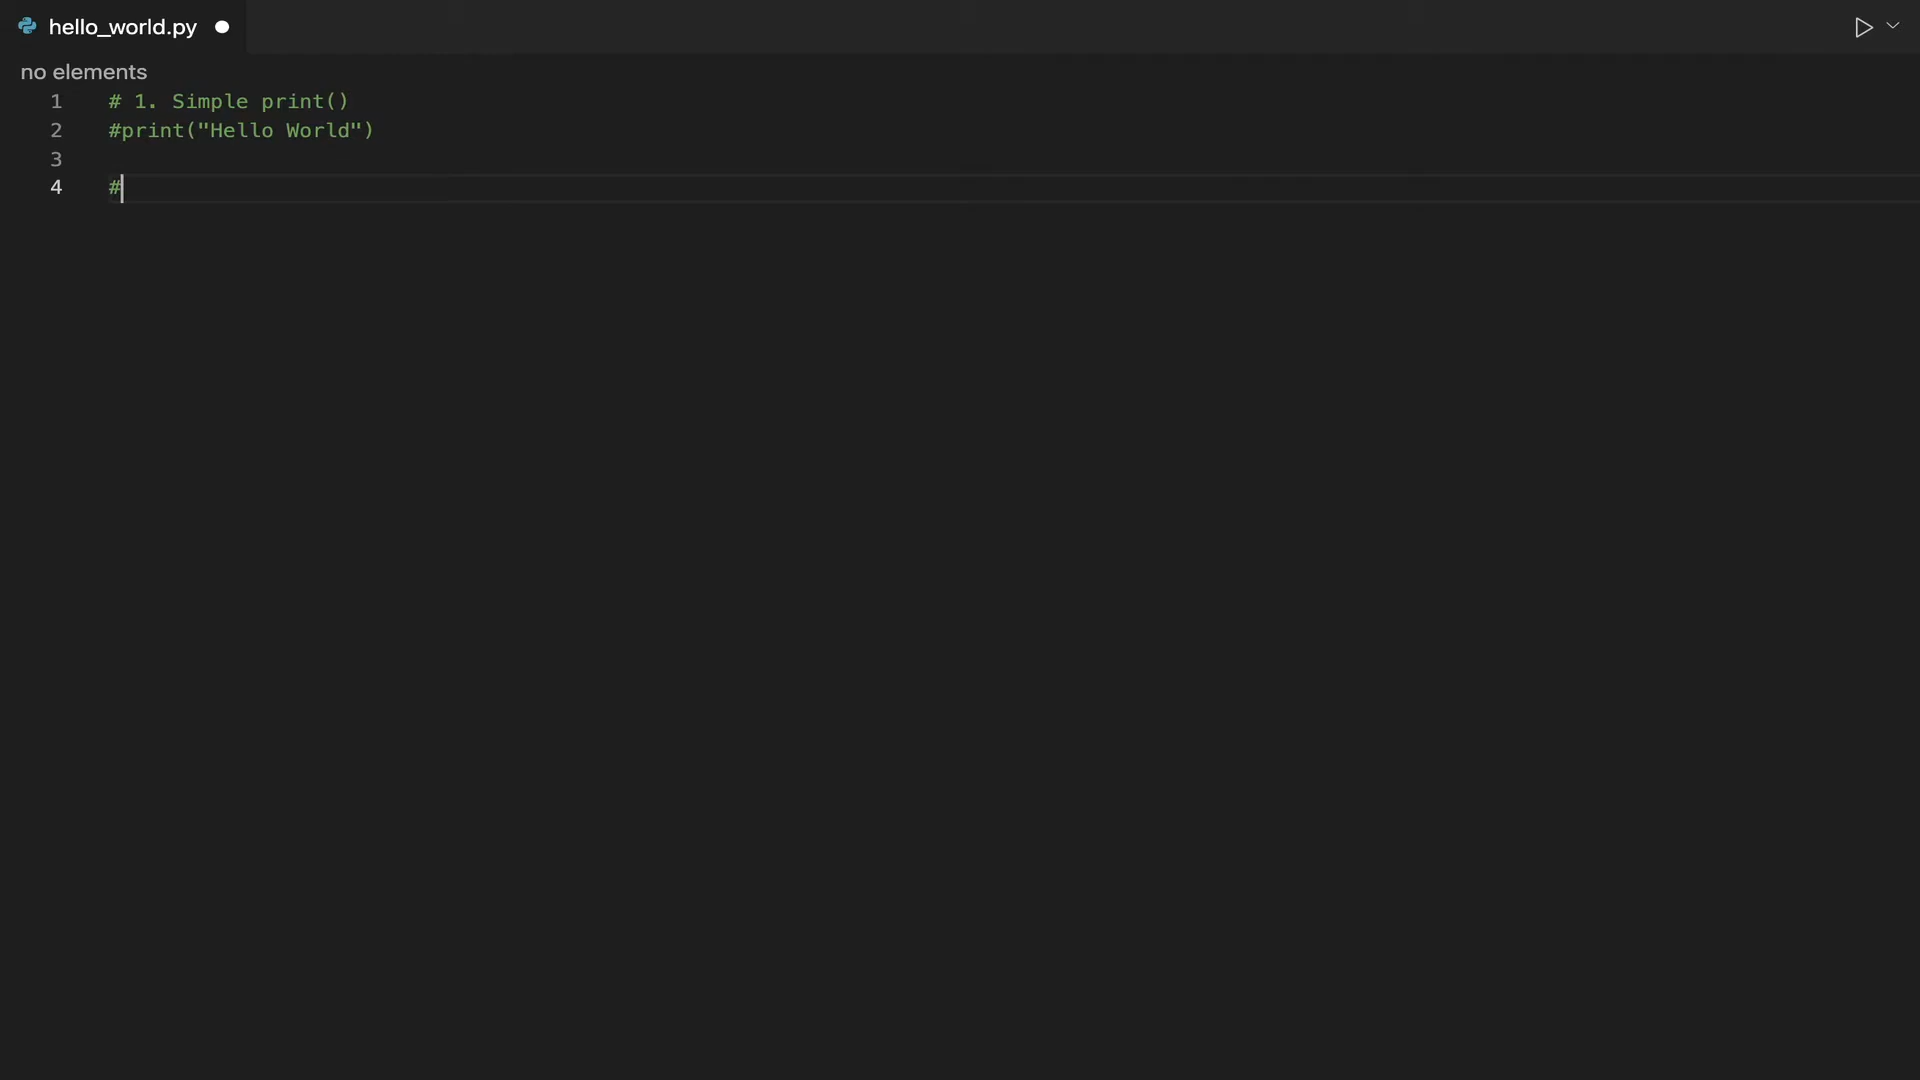 hello_world.py
no elements
1 # 1. Simple print()
2 #print("Hello World")
3
4 #